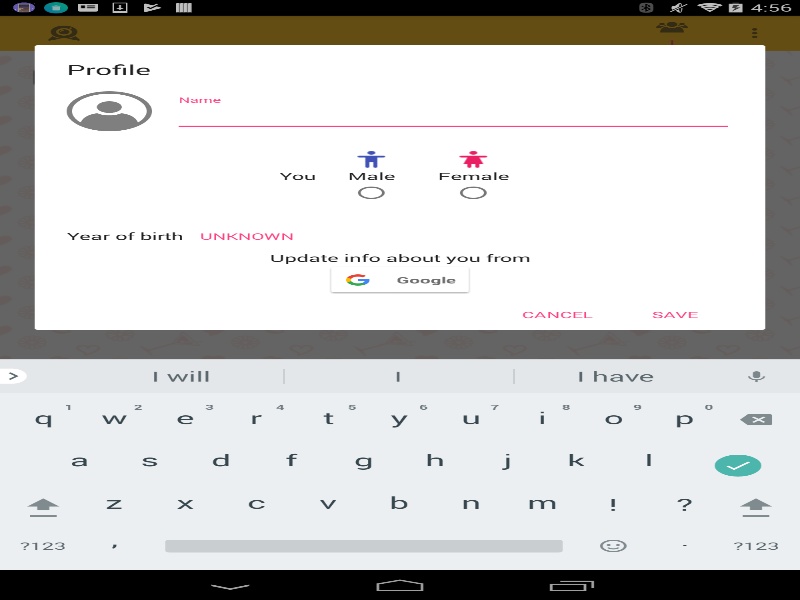 4:56
Profile
Name
You Male Female
Year of birth UNKNOWN
Update info about you from
G Google
CANCEL SAVE
> I will I I have
1 2 3 4 5 6 7 8 9 0
q w e r t y u i o p
a s d f g h j k l
z x c v b n m ! ?
?123 , . ?123